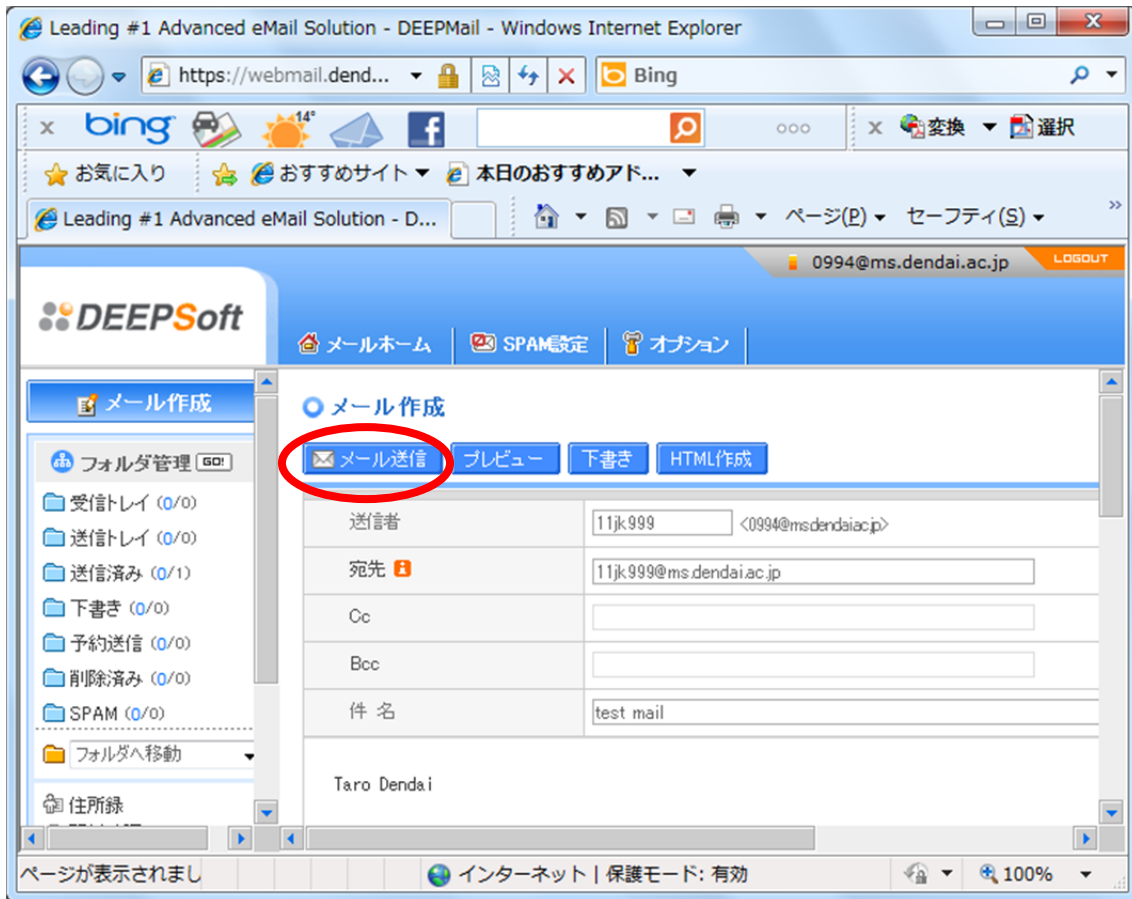 Leading #1 Advanced eMail Solution - DEEPMail - Windows Internet Explorer
https://webmail.dend... Bing
x bing 14° f x 変換 選択
お気に入り おすすめサイト 本日のおすすめアド...
Leading #1 Advanced eMail Solution - D... ページ(P) セーフティ(S) »
0994@ms.dendai.ac.jp LOGOUT
DEEPSoft
メールホーム SPAM設定 オプション
メール作成
メール作成
フォルダ管理 GO!
メール送信 プレビュー 下書き HTML作成
受信トレイ (0/0)
送信トレイ (0/0)
送信済み (0/1)
下書き (0/0)
予約送信 (0/0)
削除済み (0/0)
SPAM (0/0)
フォルダへ移動
住所録
送信者 11jk999 <0994@ms.dendai.ac.jp>
宛先 11jk999@ms.dendai.ac.jp
Cc
Bcc
件 名 test mail
Taro Dendai
ページが表示されまし インターネット | 保護モード: 有効 100%